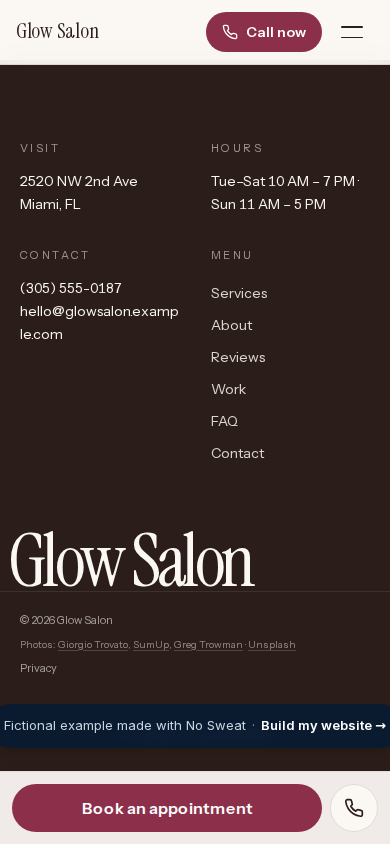 Glow Salon
Call now
VISIT
2520 NW 2nd Ave
Miami, FL
HOURS
Tue–Sat 10 AM – 7 PM ·
Sun 11 AM – 5 PM
CONTACT
(305) 555-0187
hello@glowsalon.examp
le.com
MENU
Services
About
Reviews
Work
FAQ
Contact
Glow Salon
© 2026 Glow Salon
Photos: Giorgio Trovato, SumUp, Greg Trowman · Unsplash
Privacy
Fictional example made with No Sweat · Build my website →
Book an appointment